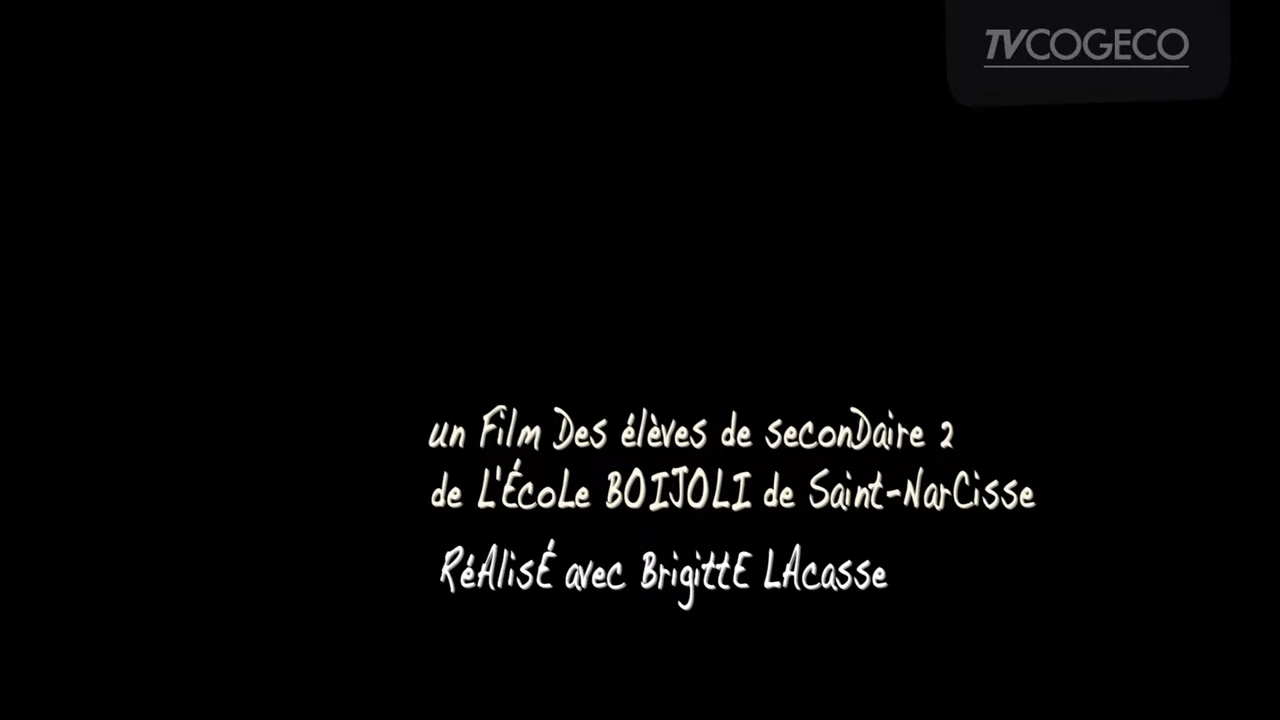 TVCOGECO
un Film Des élèves de seconDaire 2
de L'ÉcoLe BOIJOLI de Saint-NarCisse
RéAlisÉ avec BrigittE LAcasse